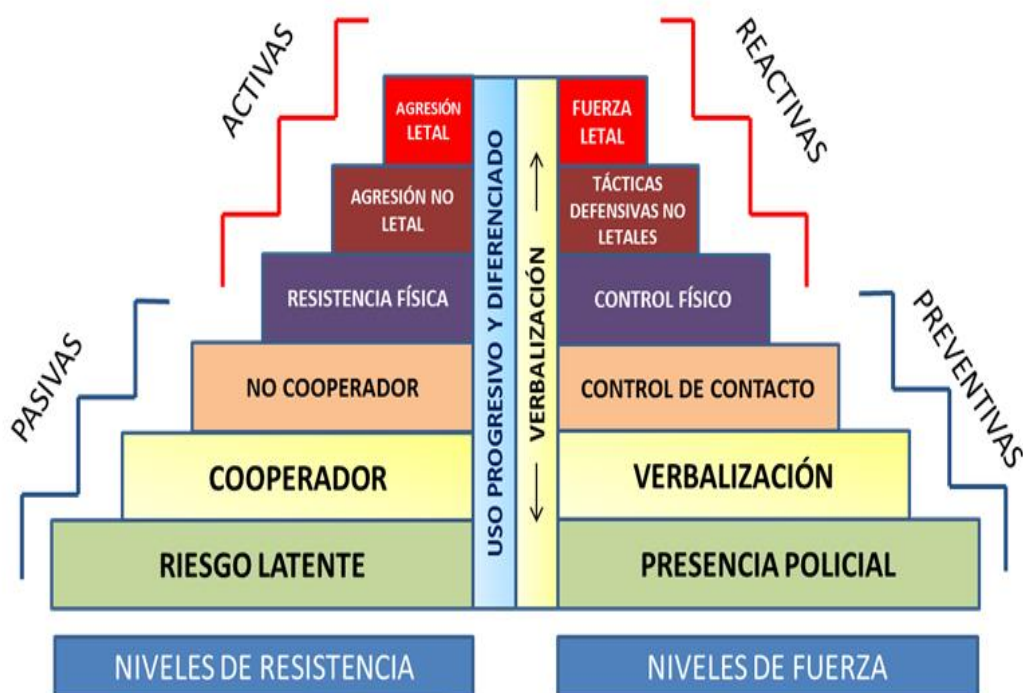 ACTIVAS
REACTIVAS
PASIVAS
PREVENTIVAS
AGRESIÓN
LETAL
FUERZA
LETAL
AGRESIÓN NO
LETAL
TÁCTICAS
DEFENSIVAS NO
LETALES
RESISTENCIA FÍSICA
CONTROL FÍSICO
NO COOPERADOR
CONTROL DE CONTACTO
COOPERADOR
VERBALIZACIÓN
RIESGO LATENTE
PRESENCIA POLICIAL
USO PROGRESIVO Y DIFERENCIADO
VERBALIZACIÓN
NIVELES DE RESISTENCIA
NIVELES DE FUERZA